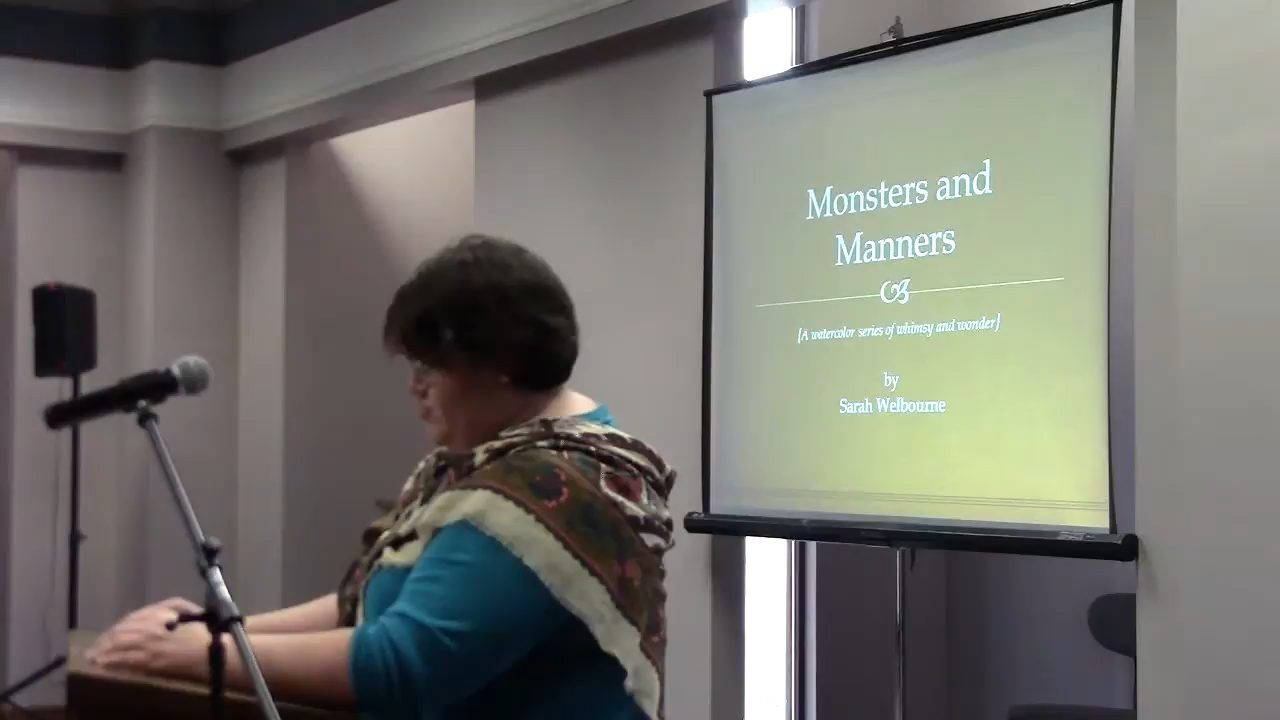 Monsters and
Manners
{A watercolor series of whimsy and wonder}
by
Sarah Welbourne